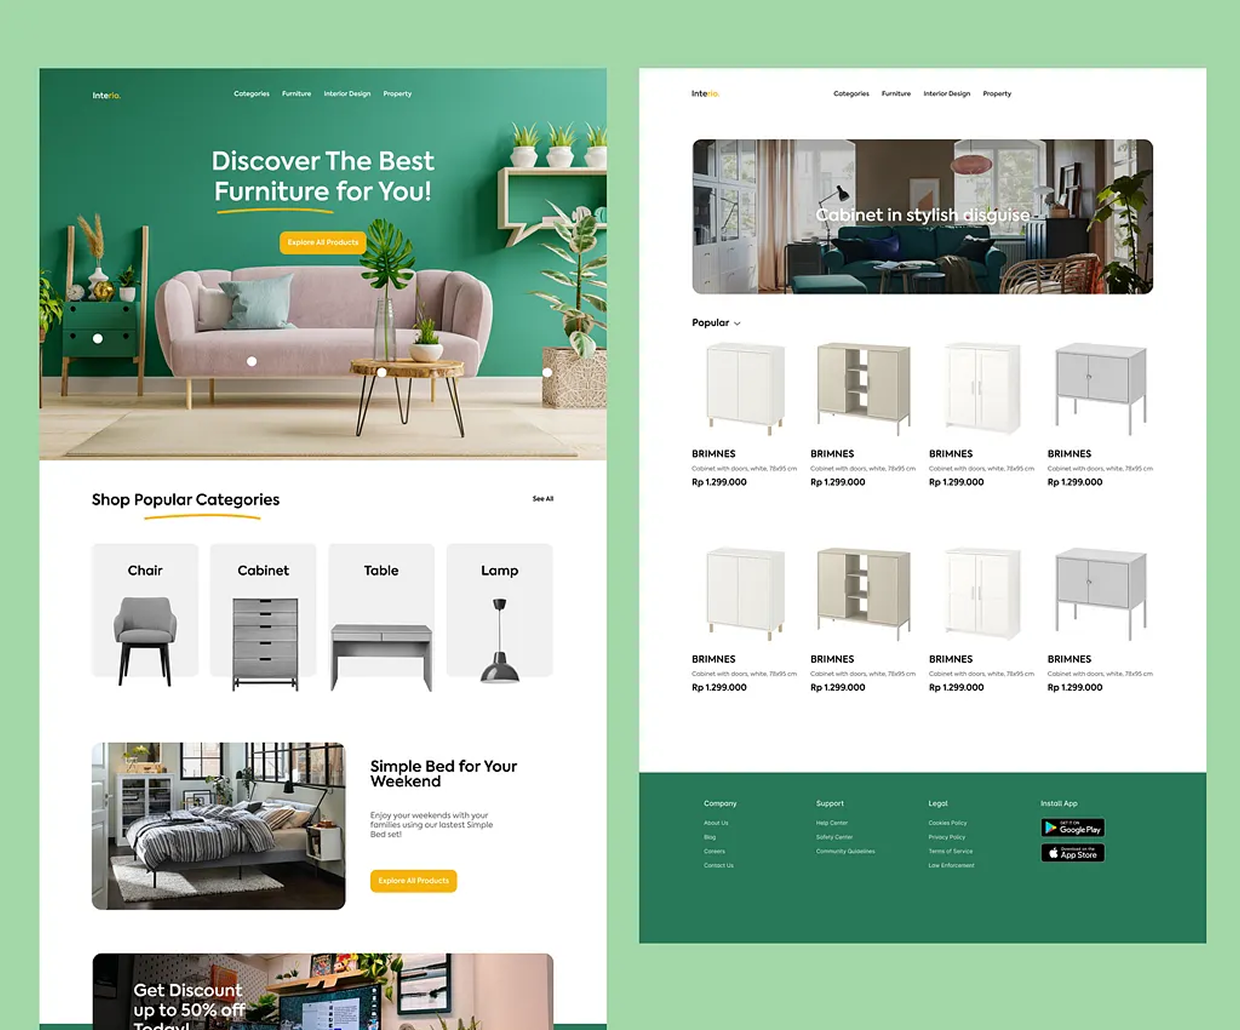 Interio.
Categories Furniture Interior Design Property
Discover The Best
Furniture for You!
Explore All Products
Shop Popular Categories
See All
Chair Cabinet Table Lamp
Simple Bed for Your
Weekend
Enjoy your weekends with your
families using our lastest Simple
Bed set!
Explore All Products
Get Discount
up to 50% off
Today!
Interio.
Categories Furniture Interior Design Property
Cabinet in stylish disguise
Popular
BRIMNES BRIMNES BRIMNES BRIMNES
Cabinet with doors, white, 78x95 cm Cabinet with doors, white, 78x95 cm Cabinet with doors, white, 78x95 cm Cabinet with doors, white, 78x95 cm
Rp 1.299.000 Rp 1.299.000 Rp 1.299.000 Rp 1.299.000
BRIMNES BRIMNES BRIMNES BRIMNES
Cabinet with doors, white, 78x95 cm Cabinet with doors, white, 78x95 cm Cabinet with doors, white, 78x95 cm Cabinet with doors, white, 78x95 cm
Rp 1.299.000 Rp 1.299.000 Rp 1.299.000 Rp 1.299.000
Company
About Us
Blog
Careers
Contact Us
Support
Help Center
Safety Center
Community Guidelines
Legal
Cookies Policy
Privacy Policy
Terms of Service
Law Enforcement
Install App
GET IT ON
Google Play
Download on the
App Store